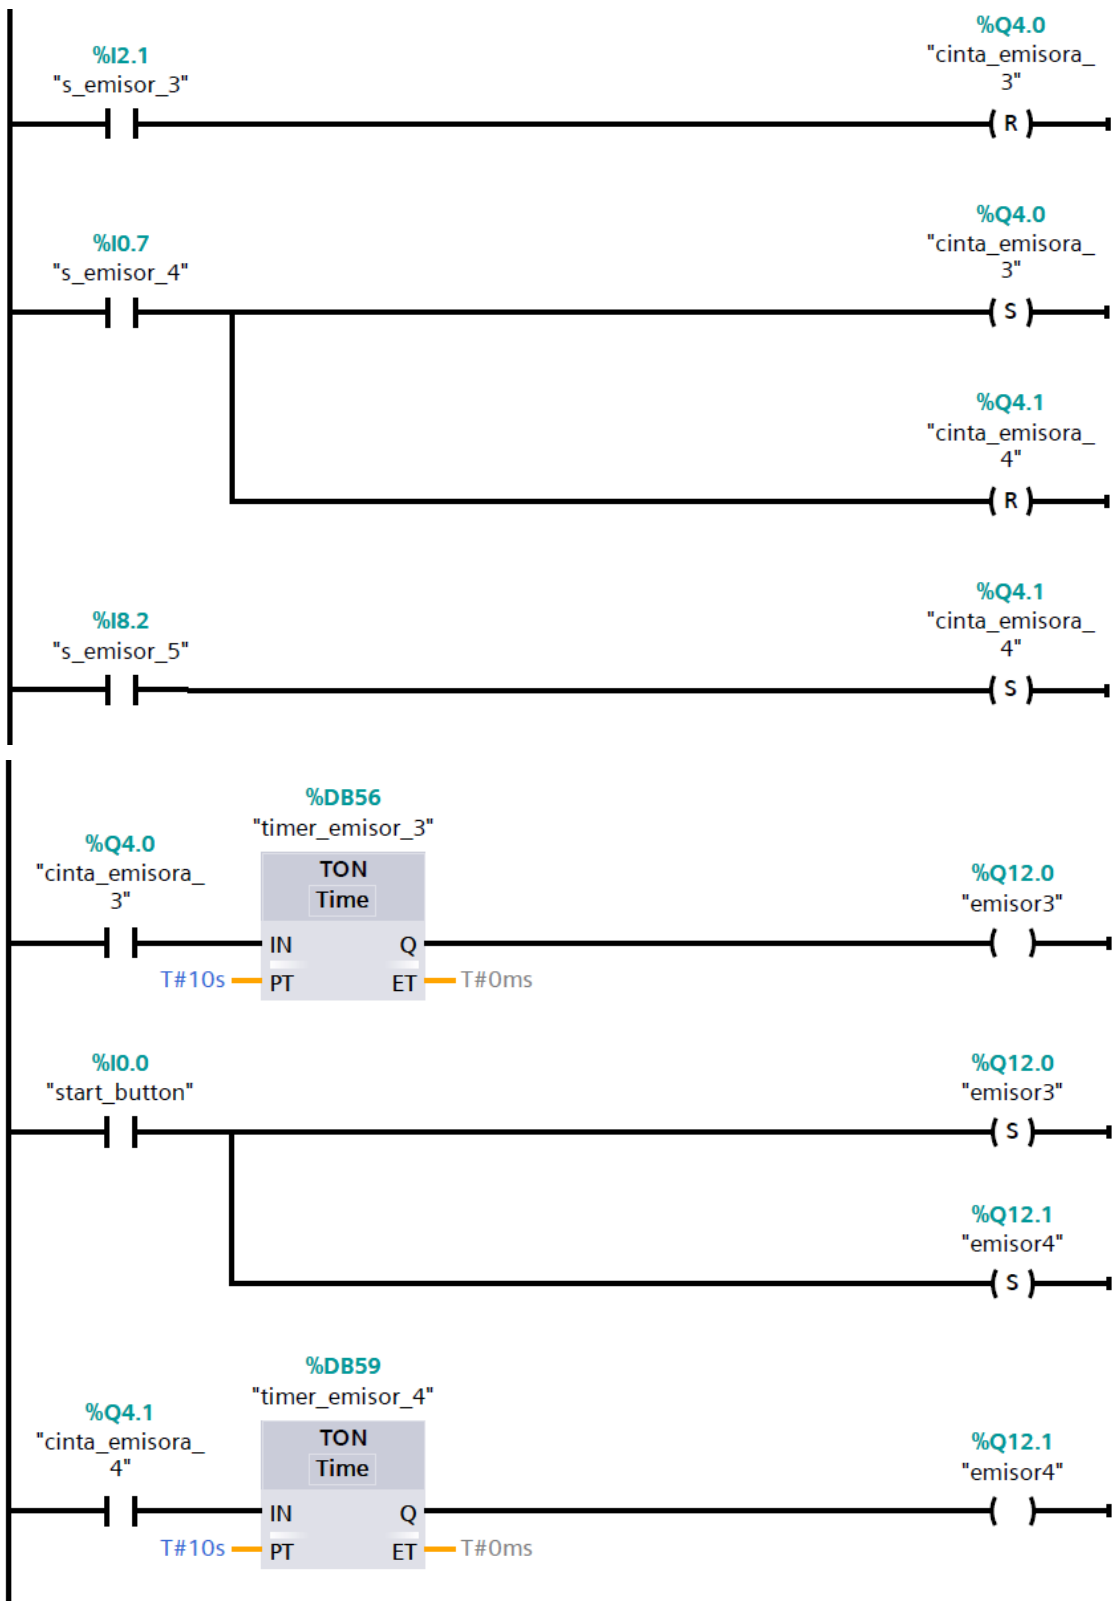 %Q4.0
"cinta_emisora_
3"
%I2.1
"s_emisor_3"
R
%Q4.0
"cinta_emisora_
3"
%I0.7
"s_emisor_4"
S
%Q4.1
"cinta_emisora_
4"
R
%Q4.1
"cinta_emisora_
4"
%I8.2
"s_emisor_5"
S
%DB56
"timer_emisor_3"
%Q4.0
"cinta_emisora_
3"
TON
Time
%Q12.0
"emisor3"
IN Q
T#10s PT ET T#0ms
%I0.0
"start_button"
%Q12.0
"emisor3"
S
%Q12.1
"emisor4"
S
%DB59
"timer_emisor_4"
%Q4.1
"cinta_emisora_
4"
TON
Time
%Q12.1
"emisor4"
IN Q
T#10s PT ET T#0ms